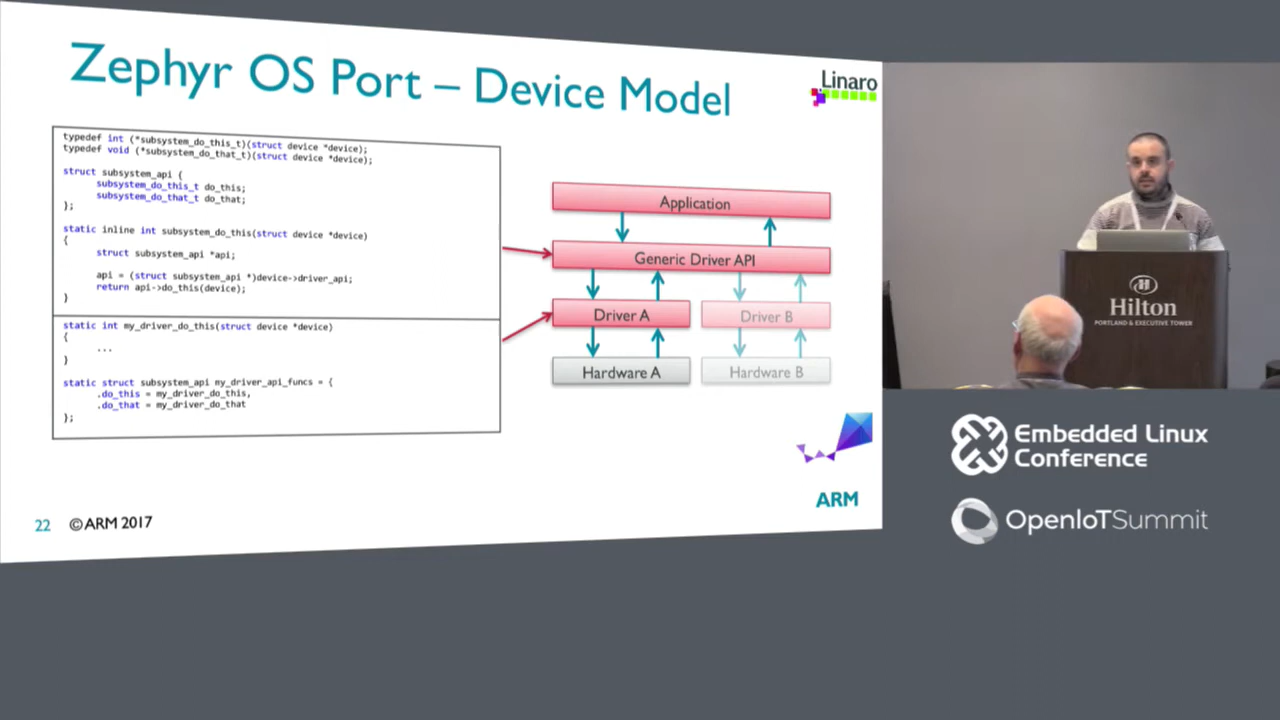 Zephyr OS Port – Device Model
Linaro
typedef int (*subsystem_do_this_t)(struct device *device);
typedef void (*subsystem_do_that_t)(struct device *device);
struct subsystem_api {
subsystem_do_this_t do_this;
subsystem_do_that_t do_that;
};
static inline int subsystem_do_this(struct device *device)
{
struct subsystem_api *api;
api = (struct subsystem_api *)device->driver_api;
return api->do_this(device);
}
static int my_driver_do_this(struct device *device)
{
...
}
static struct subsystem_api my_driver_api_funcs = {
.do_this = my_driver_do_this,
.do_that = my_driver_do_that
};
Application
Generic Driver API
Driver A
Driver B
Hardware A
Hardware B
ARM
22 © ARM 2017
Hilton
PORTLAND & EXECUTIVE TOWER
Embedded Linux
Conference
OpenIoTSummit